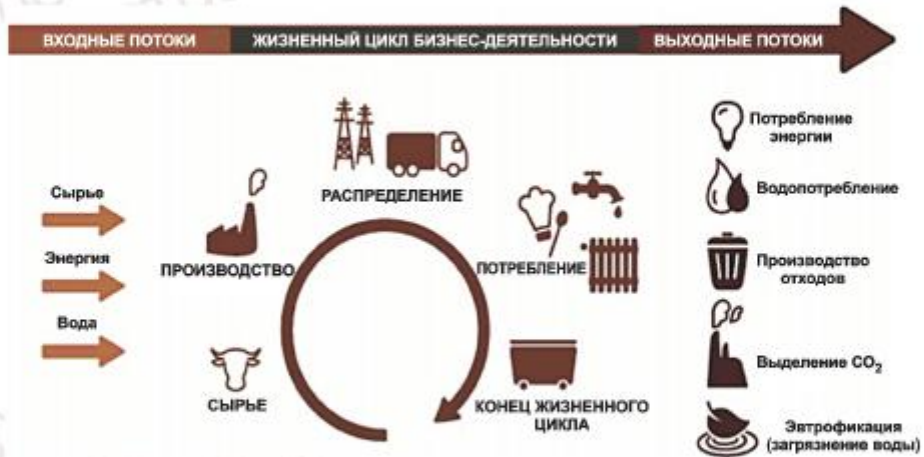 ВХОДНЫЕ ПОТОКИ
ЖИЗНЕННЫЙ ЦИКЛ БИЗНЕС-ДЕЯТЕЛЬНОСТИ
ВЫХОДНЫЕ ПОТОКИ
Сырье
Энергия
Вода
СЫРЬЕ
ПРОИЗВОДСТВО
РАСПРЕДЕЛЕНИЕ
ПОТРЕБЛЕНИЕ
КОНЕЦ ЖИЗНЕННОГО
ЦИКЛА
Потребление
энергии
Водопотребление
Производство
отходов
Выделение CO₂
Эвтрофикация
(загрязнение воды)